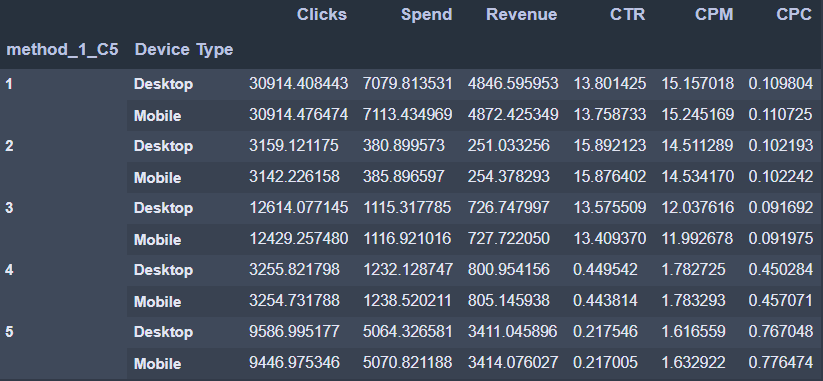 Clicks Spend Revenue CTR CPM CPC
method_1_C5 Device Type
1 Desktop 30914.408443 7079.813531 4846.595953 13.801425 15.157018 0.109804
Mobile 30914.476474 7113.434969 4872.425349 13.758733 15.245169 0.110725
2 Desktop 3159.121175 380.899573 251.033256 15.892123 14.511289 0.102193
Mobile 3142.226158 385.896597 254.378293 15.876402 14.534170 0.102242
3 Desktop 12614.077145 1115.317785 726.747997 13.575509 12.037616 0.091692
Mobile 12429.257480 1116.921016 727.722050 13.409370 11.992678 0.091975
4 Desktop 3255.821798 1232.128747 800.954156 0.449542 1.782725 0.450284
Mobile 3254.731788 1238.520211 805.145938 0.443814 1.783293 0.457071
5 Desktop 9586.995177 5064.326581 3411.045896 0.217546 1.616559 0.767048
Mobile 9446.975346 5070.821188 3414.076027 0.217005 1.632922 0.776474